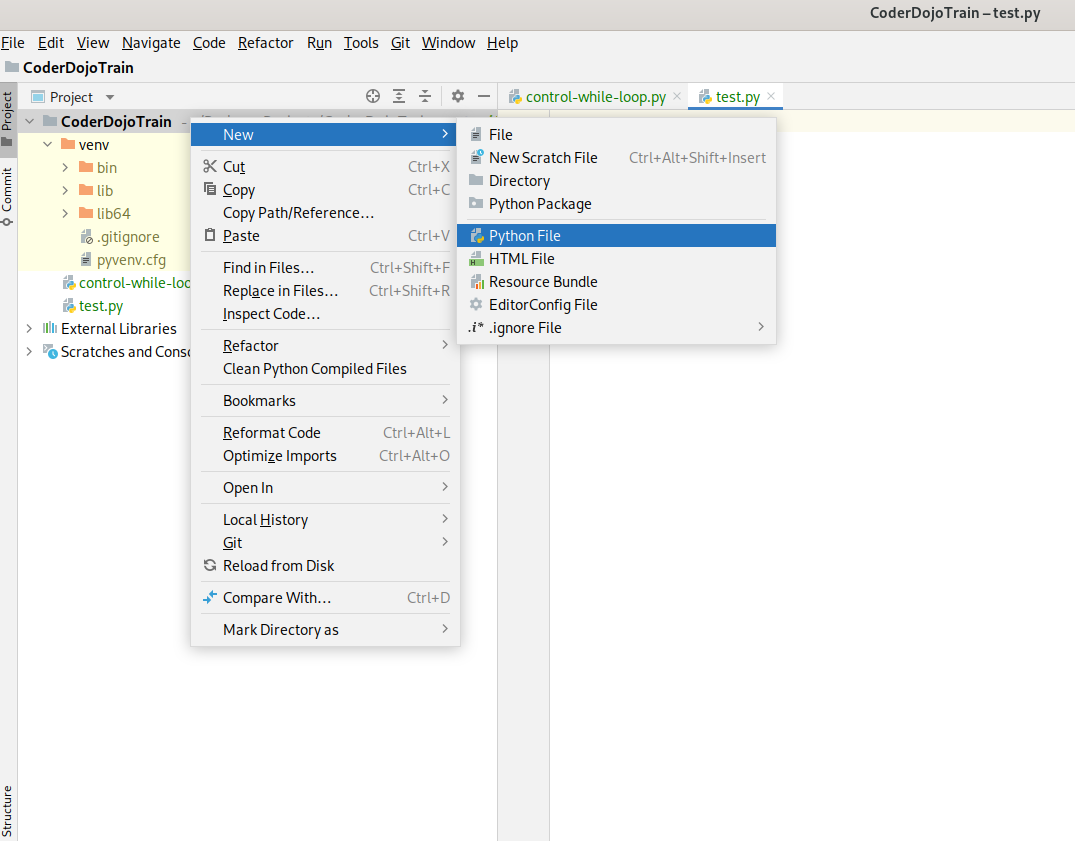 CoderDojoTrain – test.py
File Edit View Navigate Code Refactor Run Tools Git Window Help
CoderDojoTrain
Project
Commit
Structure
Project
control-while-loop.py
test.py
CoderDojoTrain
venv
bin
lib
lib64
.gitignore
pyvenv.cfg
control-while-loo
test.py
External Libraries
Scratches and Conso
New
Cut Ctrl+X
Copy Ctrl+C
Copy Path/Reference...
Paste Ctrl+V
Find in Files... Ctrl+Shift+F
Replace in Files... Ctrl+Shift+R
Inspect Code...
Refactor
Clean Python Compiled Files
Bookmarks
Reformat Code Ctrl+Alt+L
Optimize Imports Ctrl+Alt+O
Open In
Local History
Git
Reload from Disk
Compare With... Ctrl+D
Mark Directory as
File
New Scratch File Ctrl+Alt+Shift+Insert
Directory
Python Package
Python File
HTML File
Resource Bundle
EditorConfig File
.i* .ignore File